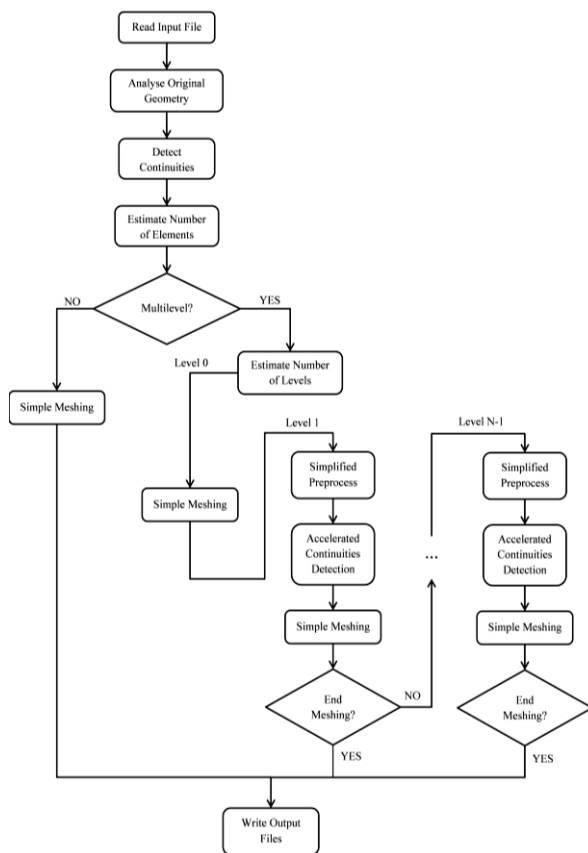 Read Input File
Analyse Original
Geometry
Detect
Continuities
Estimate Number
of Elements
Multilevel?
NO
YES
Simple Meshing
Estimate Number
of Levels
Level 0
Simple Meshing
Level 1
Simplified
Preprocess
Accelerated
Continuities
Detection
Simple Meshing
End
Meshing?
NO
YES
...
Level N-1
Simplified
Preprocess
Accelerated
Continuities
Detection
Simple Meshing
End
Meshing?
YES
Write Output
Files